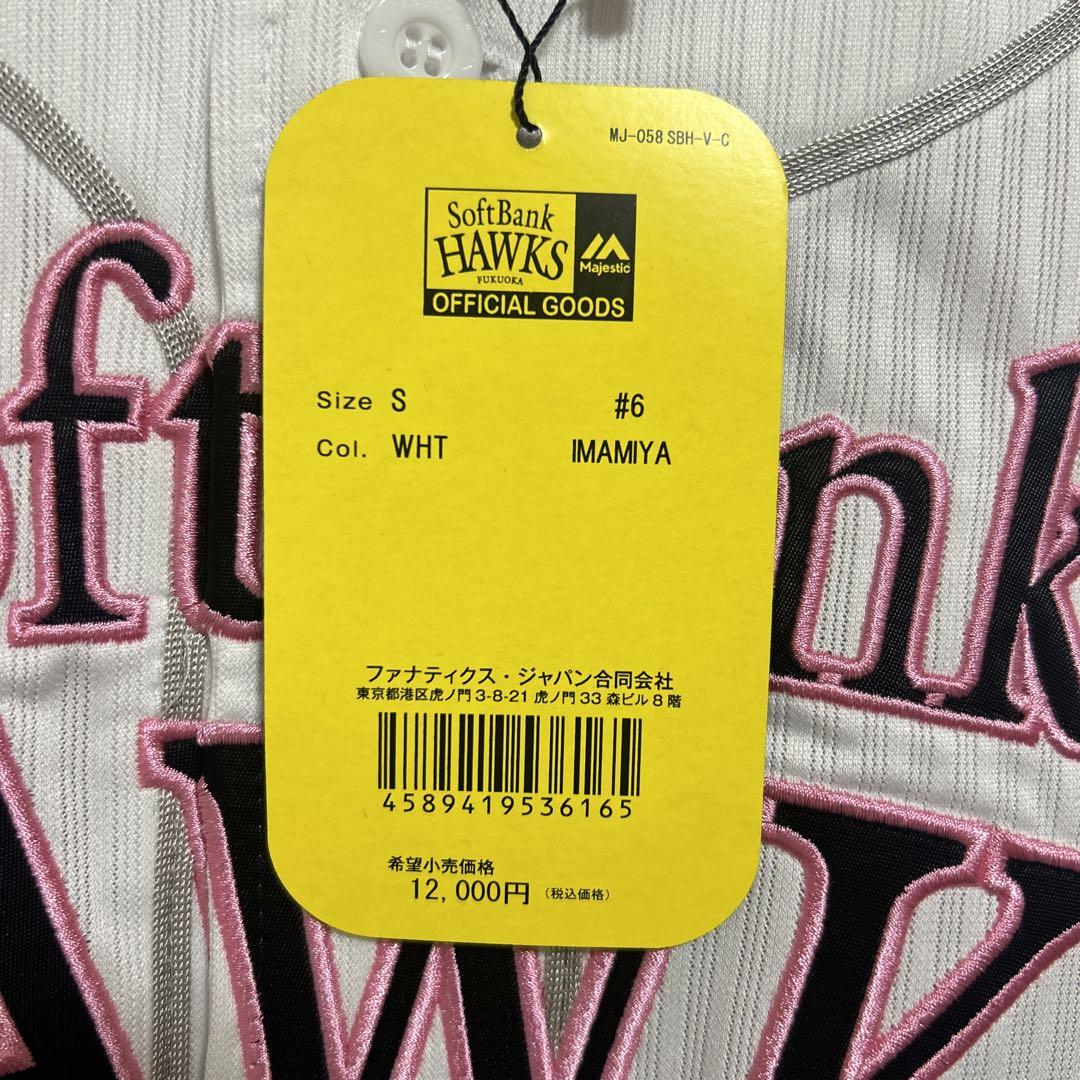 MJ-058 SBH-V-C
SoftBank
HAWKS
FUKUOKA
Majestic
OFFICIAL GOODS
Size S #6
Col. WHT IMAMIYA
ファナティクス・ジャパン合同会社
東京都港区虎ノ門 3-8-21 虎ノ門 33 森ビル 8 階
4589419536165
希望小売価格
12,000円 (税込価格)